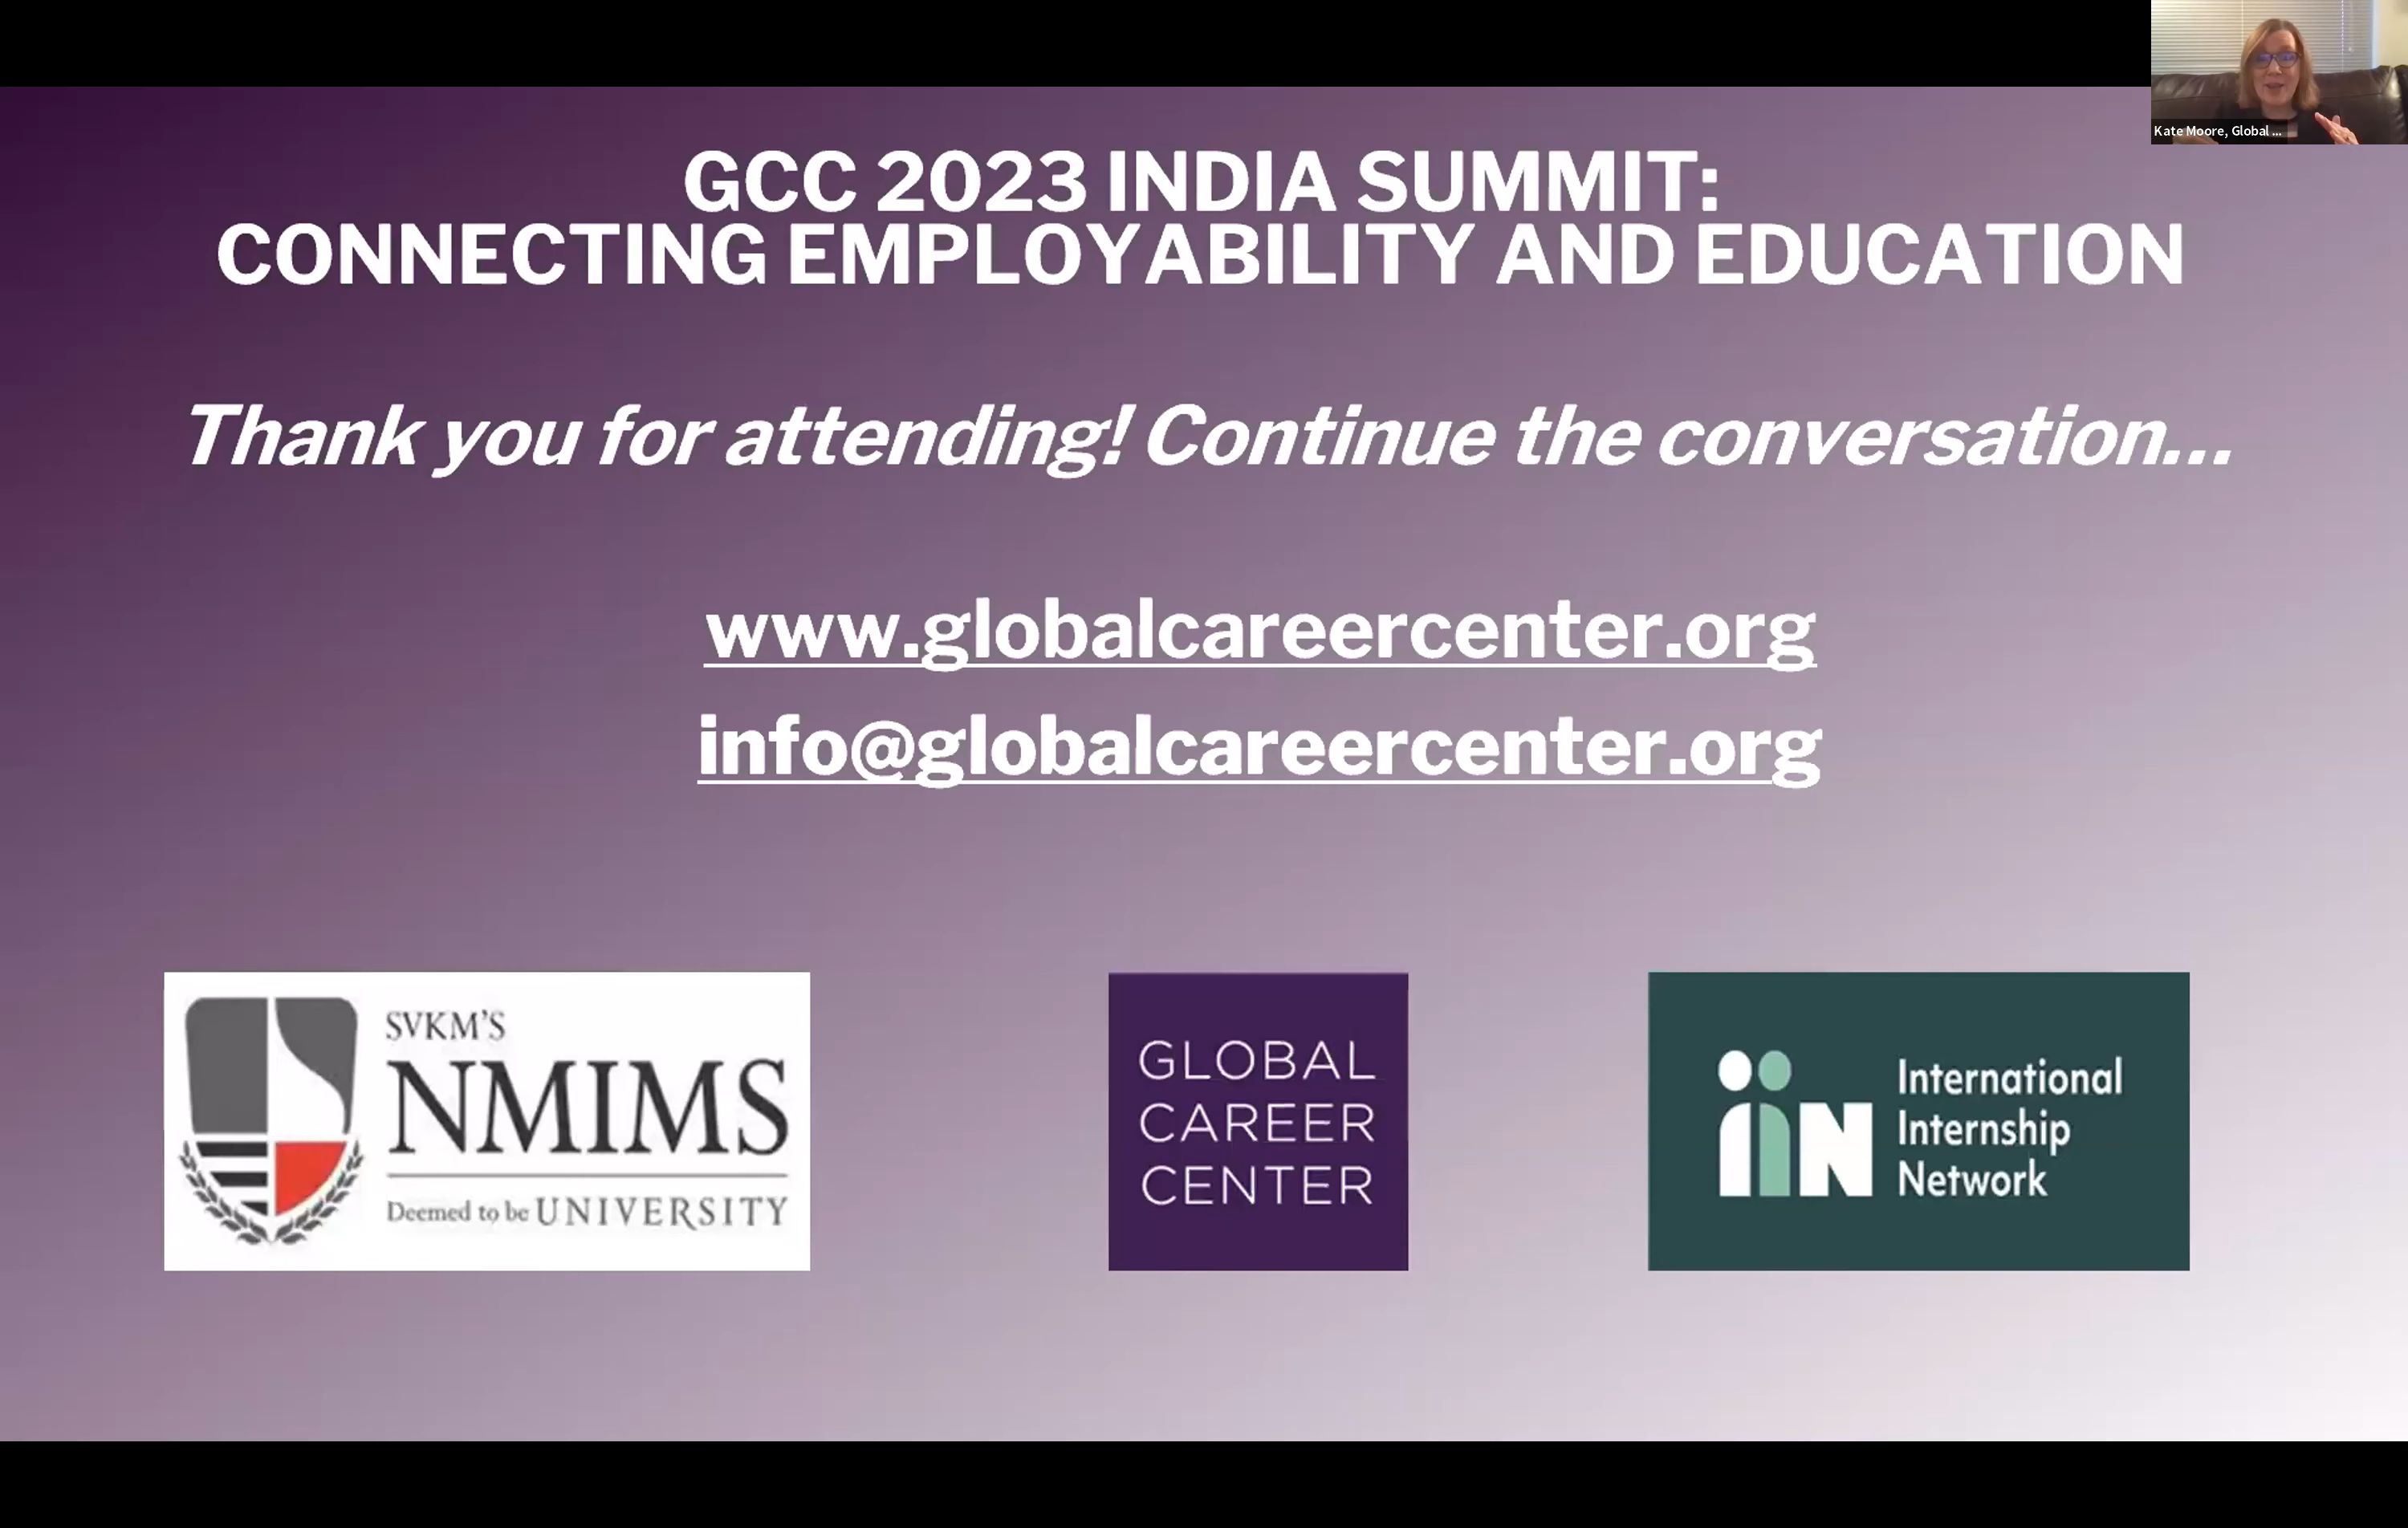 Kate Moore, Global ...
GCC 2023 INDIA SUMMIT:
CONNECTING EMPLOYABILITY AND EDUCATION
Thank you for attending! Continue the conversation...
www.globalcareercenter.org
info@globalcareercenter.org
SVKM'S
NMIMS
Deemed to be UNIVERSITY
GLOBAL
CAREER
CENTER
iiN
International
Internship
Network